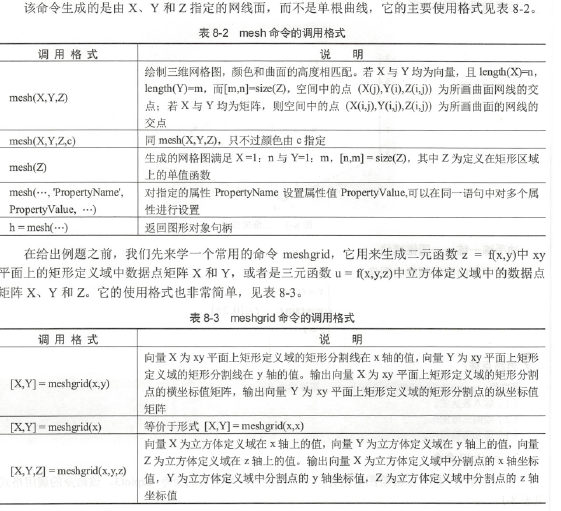 该命令生成的是由 X、Y 和 Z 指定的网线面，而不是单根曲线，它的主要使用格式见表 8-2。
表 8-2 mesh 命令的调用格式
调 用 格 式
说 明
mesh(X,Y,Z)
绘制三维网格图，颜色和曲面的高度相匹配。若 X 与 Y 均为向量，且 length(X)=n，
length(Y)=m，而[m,n]=size(Z)，空间中的点 (X(j),Y(i),Z(i,j)) 为所画曲面网线的交
点；若 X 与 Y 均为矩阵，则空间中的点 (X(i,j),Y(i,j),Z(i,j)) 为所画曲面的网线的
交点
mesh(X,Y,Z,c)
同 mesh(X,Y,Z)，只不过颜色由 c 指定
mesh(Z)
生成的网格图满足 X =1：n 与 Y=1：m，[n,m] = size(Z)，其中 Z 为定义在矩形区域
上的单值函数
mesh(…, 'PropertyName',
PropertyValue, …)
对指定的属性 PropertyName 设置属性值 PropertyValue,可以在同一语句中对多个属
性进行设置
h = mesh(…)
返回图形对象句柄
在给出例题之前，我们先来学一个常用的命令 meshgrid，它用来生成二元函数 z = f(x,y)中 xy
平面上的矩形定义域中数据点矩阵 X 和 Y，或者是三元函数 u = f(x,y,z)中立方体定义域中的数据点
矩阵 X、Y 和 Z。它的使用格式也非常简单，见表 8-3。
表 8-3 meshgrid 命令的调用格式
调 用 格 式
说 明
[X,Y] = meshgrid(x,y)
向量 X 为 xy 平面上矩形定义域的矩形分割线在 x 轴的值，向量 Y 为 xy 平面上矩形
定义域的矩形分割线在 y 轴的值。输出向量 X 为 xy 平面上矩形定义域的矩形分割
点的横坐标值矩阵，输出向量 Y 为 xy 平面上矩形定义域的矩形分割点的纵坐标值
矩阵
[X,Y] = meshgrid(x)
等价于形式 [X,Y] = meshgrid(x,x)
[X,Y,Z] = meshgrid(x,y,z)
向量 X 为立方体定义域在 x 轴上的值，向量 Y 为立方体定义域在 y 轴上的值，向量
Z 为立方体定义域在 z 轴上的值。输出向量 X 为立方体定义域中分割点的 x 轴坐标
值，Y 为立方体定义域中分割点的 y 轴坐标值，Z 为立方体定义域中分割点的 z 轴
坐标值